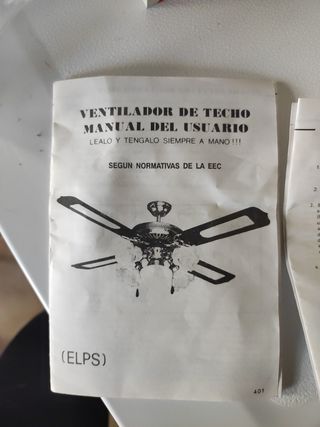 VENTILADOR DE TECHO
MANUAL DEL USUARIO
LEALO Y TENGALO SIEMPRE A MANO!!!
SEGUN NORMATIVAS DE LA EEC
(ELPS)
401